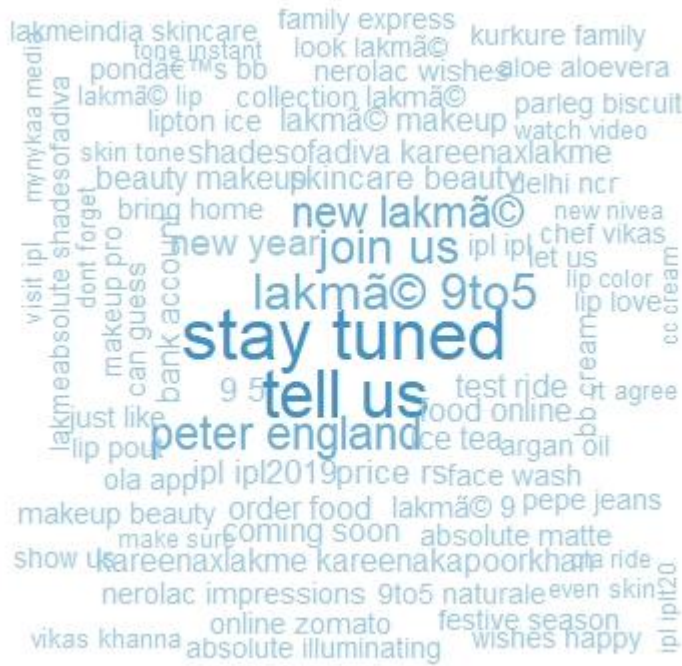 lakmeindia skincare
family express
kurkure family
tone instant
look lakmã©
pondâ€™s bb
nerolac wishes
aloe aloevera
mynykaa media
lakmã© lip
collection lakmã©
parleg biscuit
lipton ice
lakmã© makeup
watch video
skin tone
shadesofadiva kareenaxlakme
beauty makeup
skincare beauty
delhi ncr
bring home
new lakmã©
new nivea
new year
join us
ipl ipl
chef vikas
let us
visit ipl
lakmeabsolute shadesofadiva
dont forget
makeup pro
can guess
bank account
lakmã© 9to5
lip color
lip love
cc cream
stay tuned
bb cream
9 5
tell us
test ride
rt agree
just like
food online
lip pout
peter england
ice tea
argan oil
ola app
ipl ipl2019
price rs
face wash
makeup beauty
order food
lakmã© 9
pepe jeans
make sure
coming soon
absolute matte
show us
kareenaxlakme kareenakapoorkhan
ola ride
nerolac impressions
9to5 naturale
even skin
ipl iplt20
online zomato
festive season
vikas khanna
absolute illuminating
wishes happy